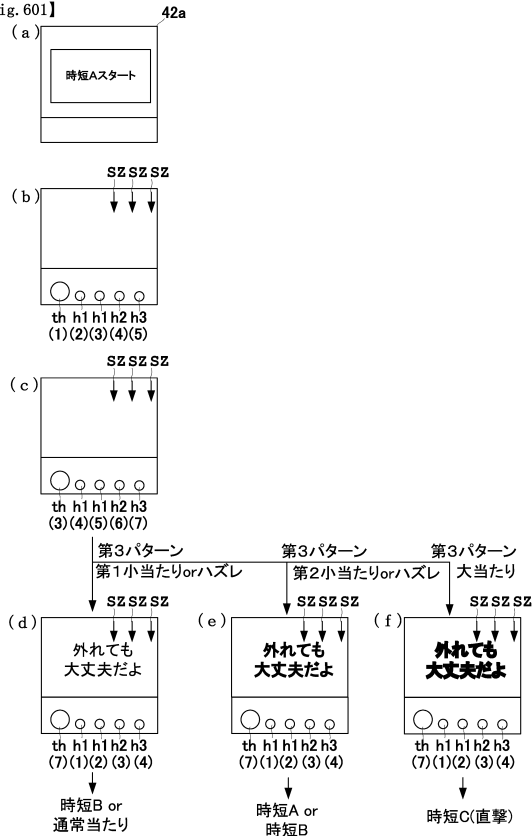 ig.601】
42a
(a)
時短Aスタート
SZ SZ SZ
(b)
th h1 h1 h2 h3
(1)(2)(3)(4)(5)
SZ SZ SZ
(c)
th h1 h1 h2 h3
(3)(4)(5)(6)(7)
第3パターン 第3パターン 第3パターン
第1小当たりorハズレ 第2小当たりorハズレ 大当たり
SZ SZ SZ SZ SZ SZ SZ SZ SZ
(d) (e) (f)
外れても 外れても 外れても
大丈夫だよ 大丈夫だよ 大丈夫だよ
th h1 h1 h2 h3 th h1 h1 h2 h3 th h1 h1 h2 h3
(7)(1)(2)(3)(4) (7)(1)(2)(3)(4) (7)(1)(2)(3)(4)
時短B or 時短A or 時短C(直撃)
通常当たり 時短B